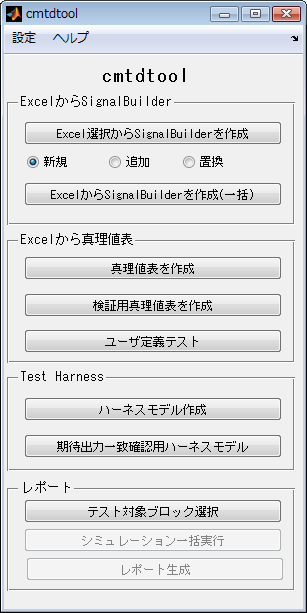 cmtdtool
設定 ヘルプ
cmtdtool
ExcelからSignalBuilder
Excel選択からSignalBuilderを作成
新規 追加 置換
ExcelからSignalBuilderを作成(一括)
Excelから真理値表
真理値表を作成
検証用真理値表を作成
ユーザ定義テスト
Test Harness
ハーネスモデル作成
期待出力一致確認用ハーネスモデル
レポート
テスト対象ブロック選択
シミュレーション一括実行
レポート生成